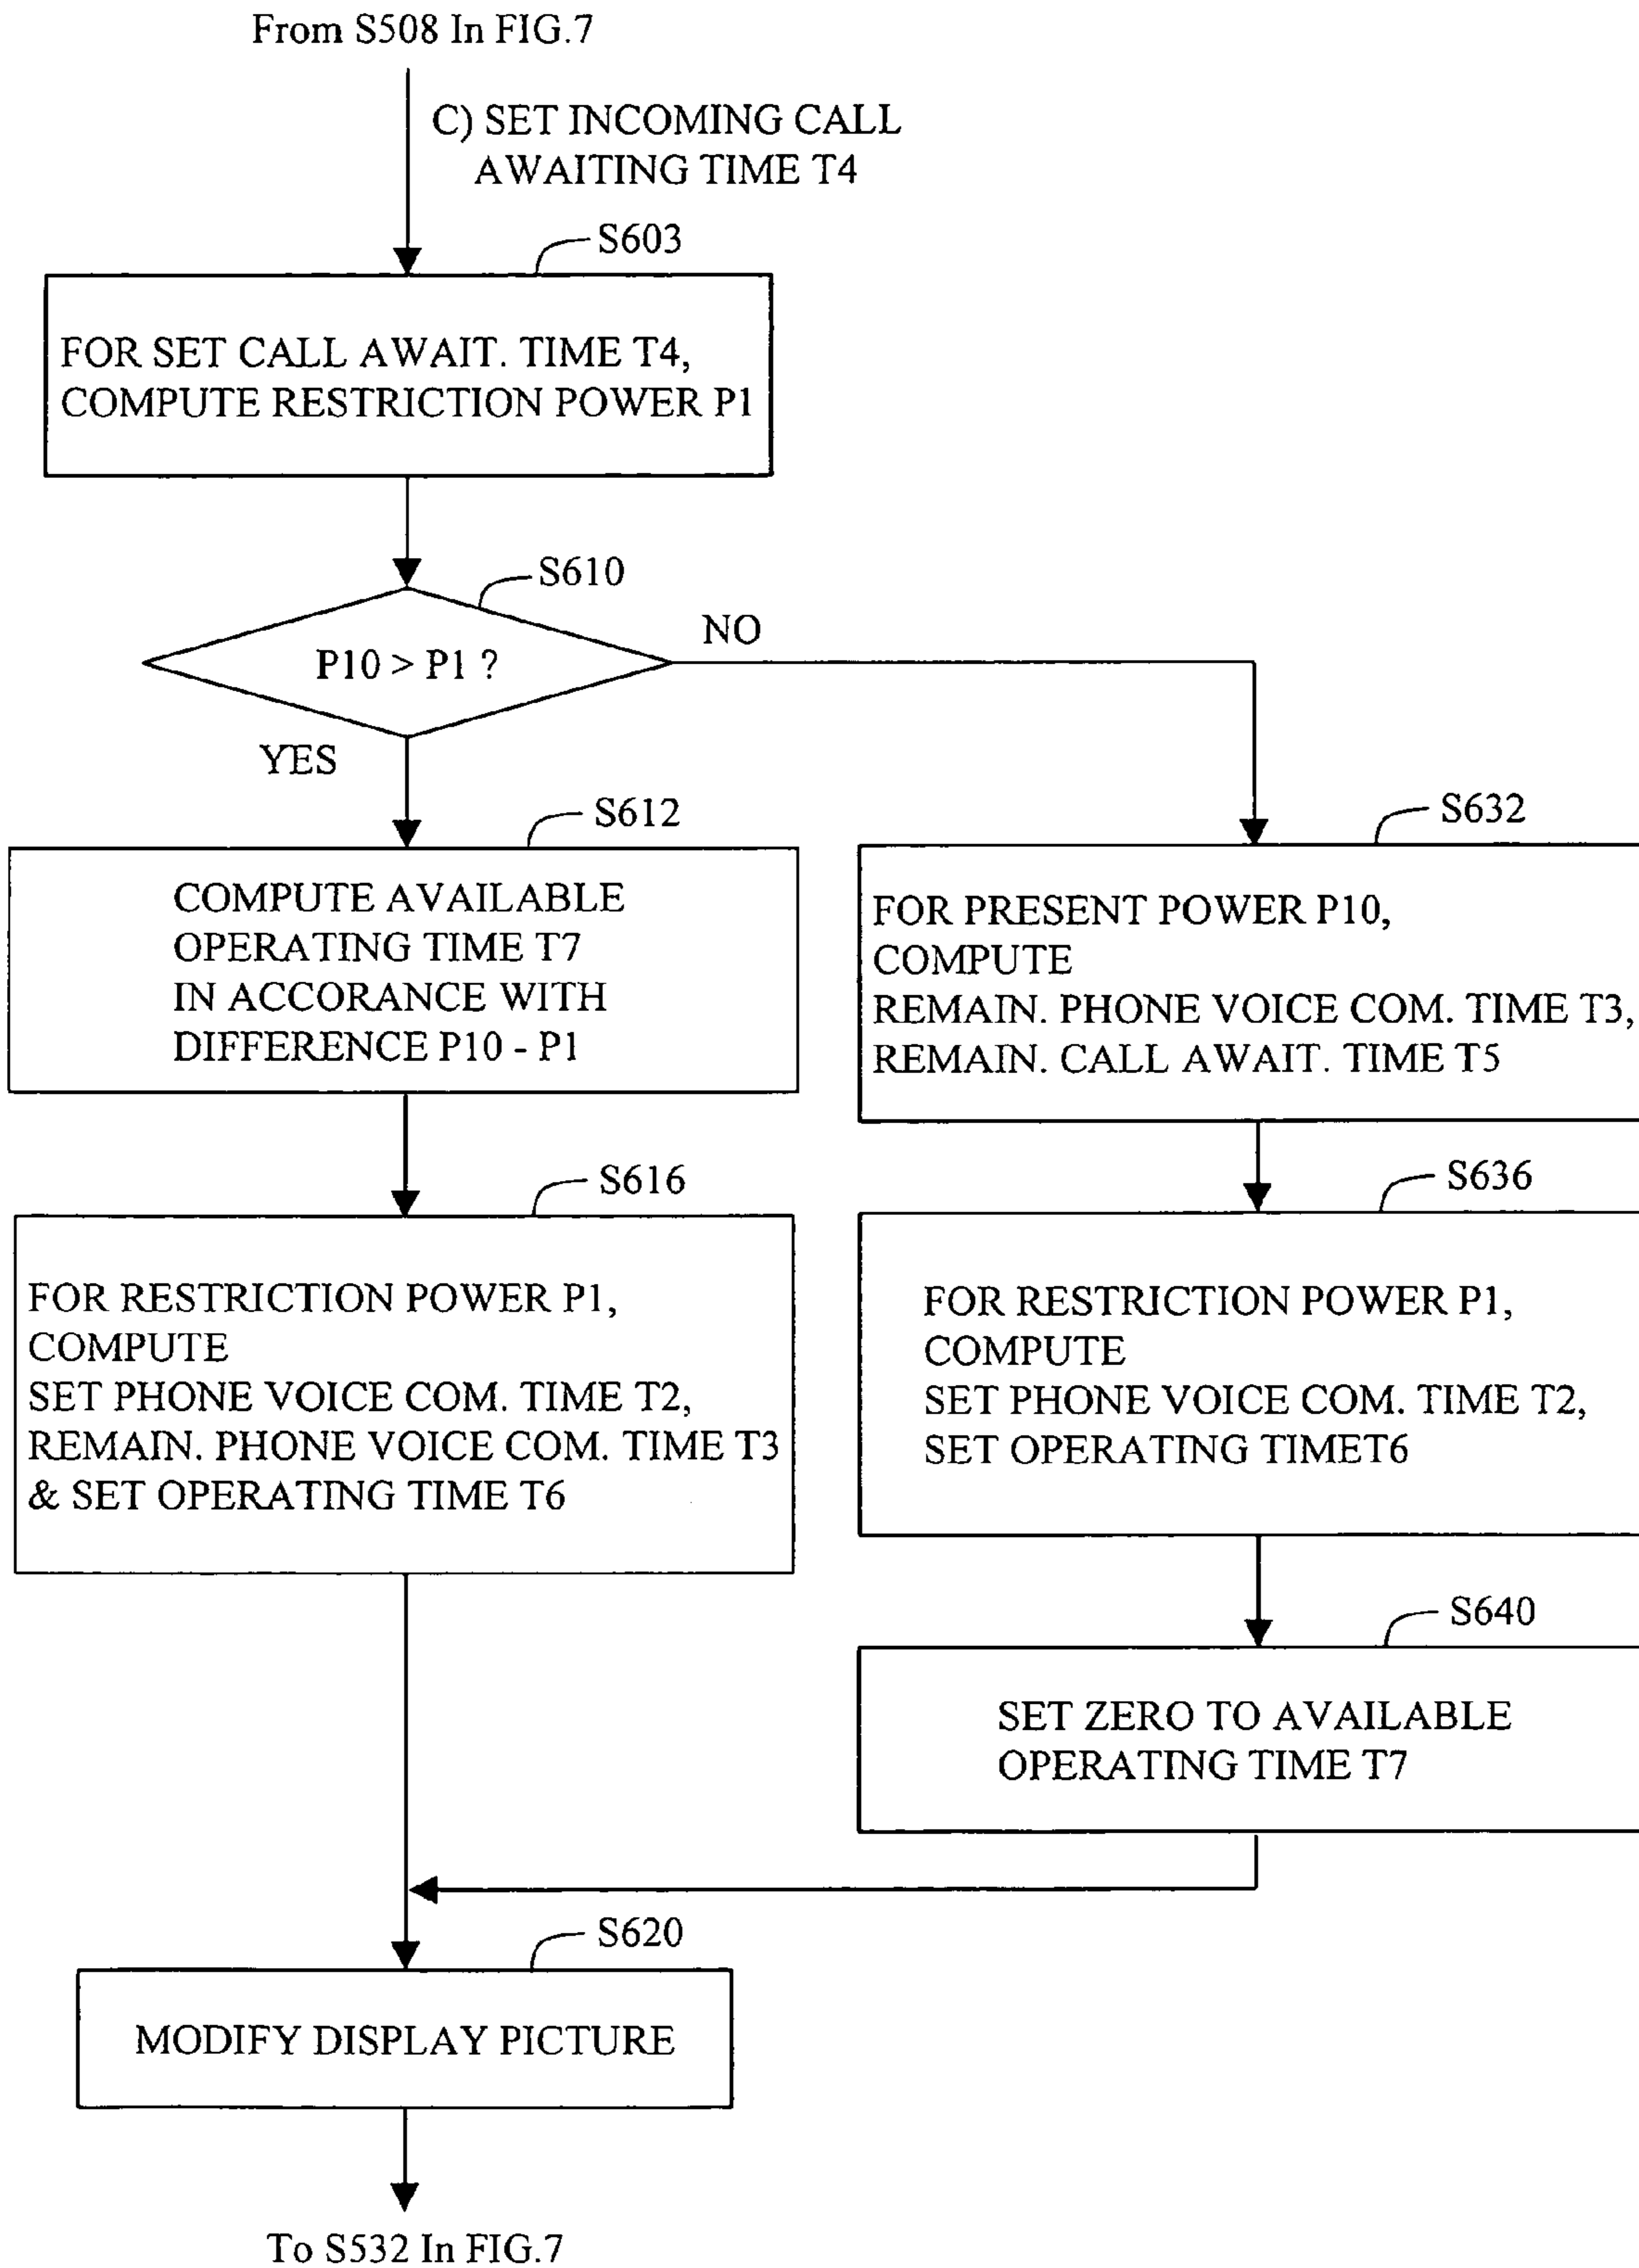 From S508 In FIG.7
C) SET INCOMING CALL
AWAITING TIME T4
S603
FOR SET CALL AWAIT. TIME T4,
COMPUTE RESTRICTION POWER P1
S610
P10 > P1 ?
NO
YES
S612
COMPUTE AVAILABLE
OPERATING TIME T7
IN ACCORANCE WITH
DIFFERENCE P10 - P1
S632
FOR PRESENT POWER P10,
COMPUTE
REMAIN. PHONE VOICE COM. TIME T3,
REMAIN. CALL AWAIT. TIME T5
S616
FOR RESTRICTION POWER P1,
COMPUTE
SET PHONE VOICE COM. TIME T2,
REMAIN. PHONE VOICE COM. TIME T3
& SET OPERATING TIME T6
S636
FOR RESTRICTION POWER P1,
COMPUTE
SET PHONE VOICE COM. TIME T2,
SET OPERATING TIMET6
S640
SET ZERO TO AVAILABLE
OPERATING TIME T7
S620
MODIFY DISPLAY PICTURE
To S532 In FIG.7